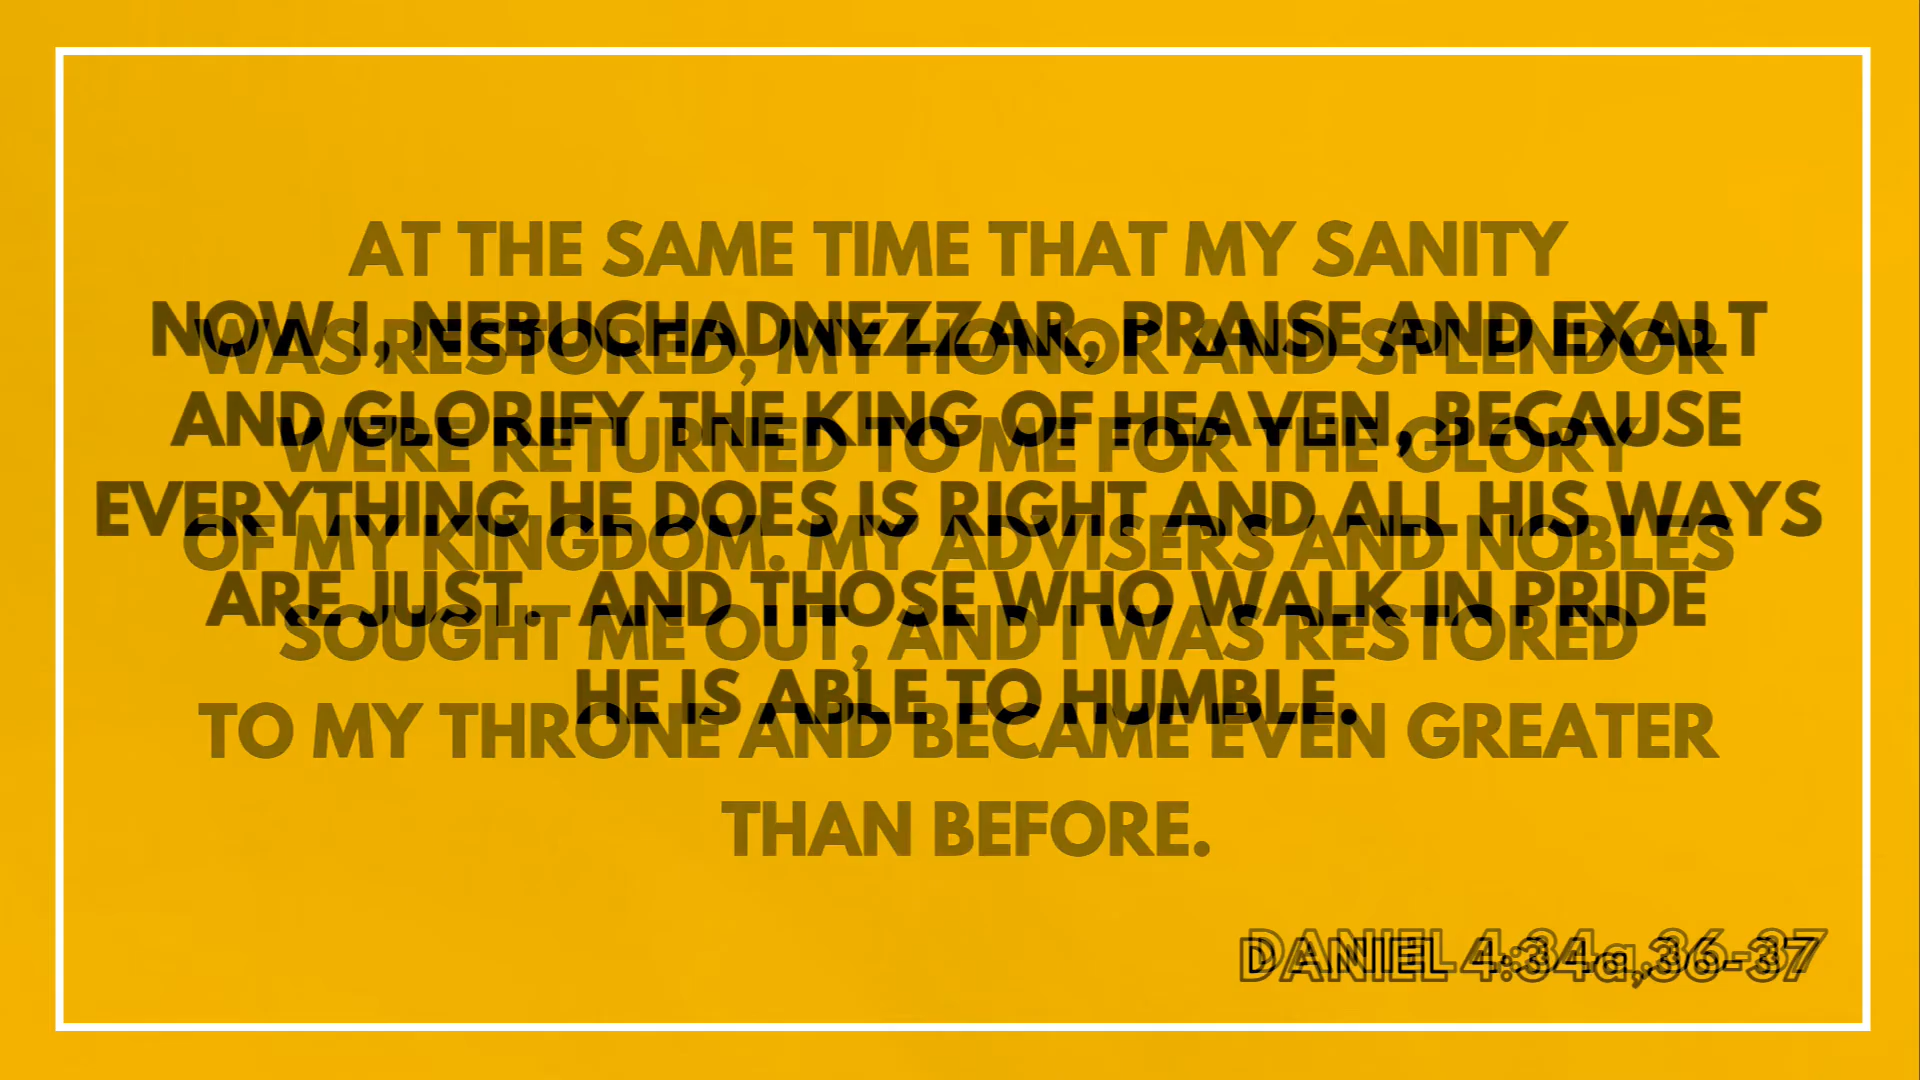 AT THE SAME TIME THAT MY SANITY
WAS RESTORED, MY HONOR AND SPLENDOR
WERE RETURNED TO ME FOR THE GLORY
OF MY KINGDOM. MY ADVISERS AND NOBLES
SOUGHT ME OUT, AND I WAS RESTORED
TO MY THRONE AND BECAME EVEN GREATER
THAN BEFORE.
NOW I, NEBUCHADNEZZAR, PRAISE AND EXALT
AND GLORIFY THE KING OF HEAVEN, BECAUSE
EVERYTHING HE DOES IS RIGHT AND ALL HIS WAYS
ARE JUST. AND THOSE WHO WALK IN PRIDE
HE IS ABLE TO HUMBLE.
DANIEL 4:34a,36-37